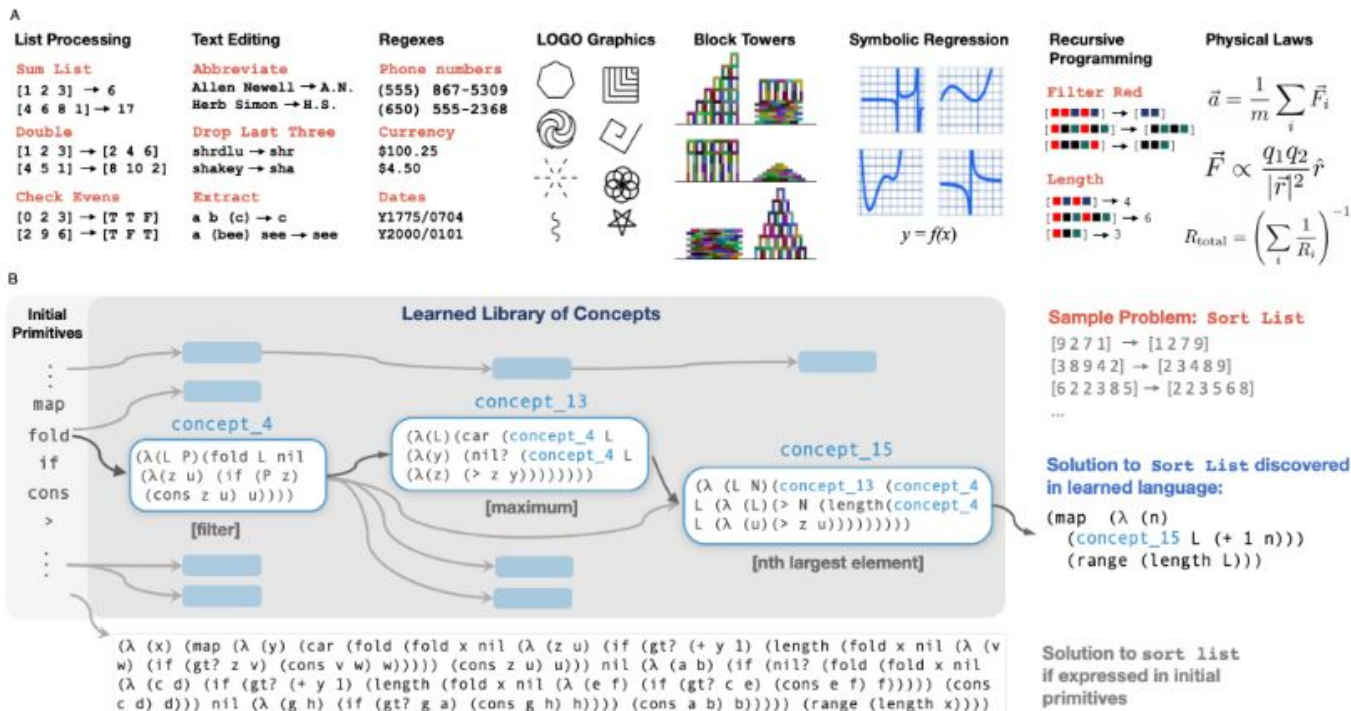 A
List Processing
Sum List
[1 2 3] → 6
[4 6 8 1] → 17
Double
[1 2 3] → [2 4 6]
[4 5 1] → [8 10 2]
Check Evens
[0 2 3] → [T T F]
[2 9 6] → [T F T]
Text Editing
Abbreviate
Allen Newell → A.N.
Herb Simon → H.S.
Drop Last Three
shrdlu → shr
shakey → sha
Extract
a b (c) → c
a (bee) see → see
Regexes
Phone numbers
(555) 867-5309
(650) 555-2368
Currency
$100.25
$4.50
Dates
Y1775/0704
Y2000/0101
LOGO Graphics
Block Towers
Symbolic Regression
y = f(x)
Recursive
Programming
Filter Red
[ ] → [ ]
[ ] → [ ]
[ ] → [ ]
Length
[ ] → 4
[ ] → 6
[ ] → 3
Physical Laws
a⃗ = 1/m ∑_i F⃗_i
F⃗ ∝ q₁q₂/|r⃗|² r̂
R_total = (∑_i 1/R_i)⁻¹
B
Initial
Primitives
map
fold
if
cons
>
Learned Library of Concepts
concept_4
(λ(L P)(fold L nil
(λ(z u) (if (P z)
(cons z u) u))))
[filter]
concept_13
(λ(L)(car (concept_4 L
(λ(y) (nil? (concept_4 L
(λ(z) (> z y))))))))
[maximum]
concept_15
(λ (L N)(concept_13 (concept_4
L (λ (L)(> N (length(concept_4
L (λ (u)(> z u)))))))))
[nth largest element]
Sample Problem: Sort List
[9 2 7 1] → [1 2 7 9]
[3 8 9 4 2] → [2 3 4 8 9]
[6 2 2 3 8 5] → [2 2 3 5 6 8]
...
Solution to Sort List discovered
in learned language:
(map (λ (n)
(concept_15 L (+ 1 n)))
(range (length L)))
(λ (x) (map (λ (y) (car (fold (fold x nil (λ (z u) (if (gt? (+ y 1) (length (fold x nil (λ (v
w) (if (gt? z v) (cons v w) w))))) (cons z u) u))) nil (λ (a b) (if (nil? (fold (fold x nil
(λ (c d) (if (gt? (+ y 1) (length (fold x nil (λ (e f) (if (gt? c e) (cons e f) f))))) (cons
c d) d))) nil (λ (g h) (if (gt? g a) (cons g h) h)))) (cons a b) b))))) (range (length x))))
Solution to sort list
if expressed in initial
primitives